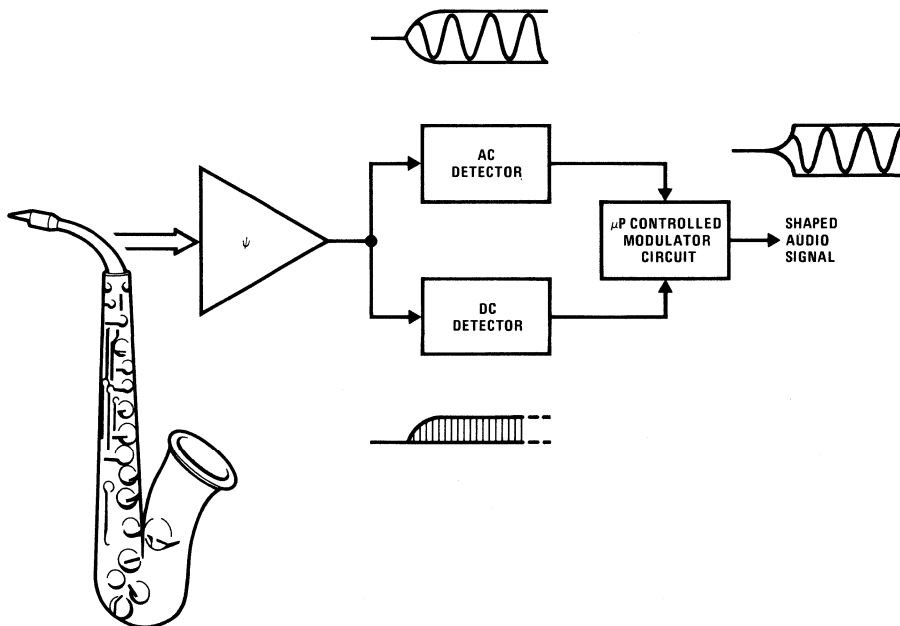 AC
DETECTOR
ψ
μP CONTROLLED
MODULATOR
CIRCUIT
SHAPED
AUDIO
SIGNAL
DC
DETECTOR